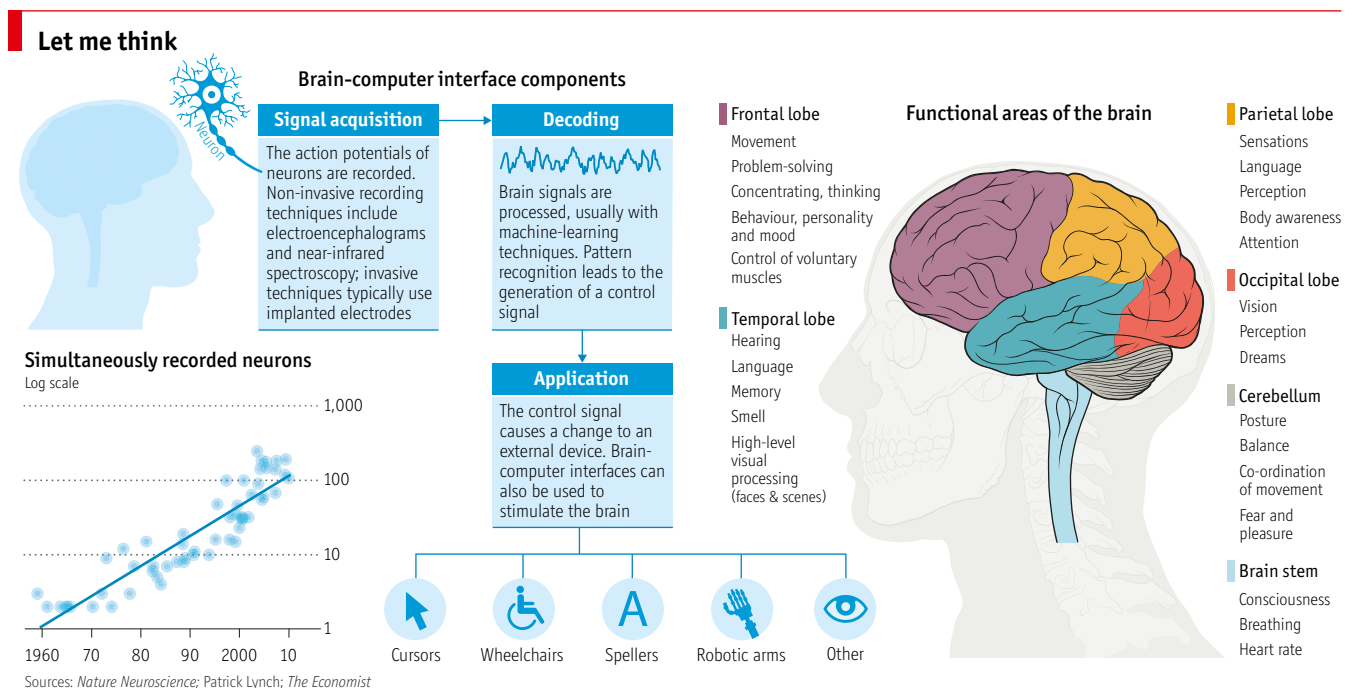 Let me think
Brain-computer interface components
Neuron
Signal acquisition
The action potentials of
neurons are recorded.
Non-invasive recording
techniques include
electroencephalograms
and near-infrared
spectroscopy; invasive
techniques typically use
implanted electrodes
Decoding
Brain signals are
processed, usually with
machine-learning
techniques. Pattern
recognition leads to the
generation of a control
signal
Application
The control signal
causes a change to an
external device. Brain-
computer interfaces can
also be used to
stimulate the brain
A
Cursors
Wheelchairs
Spellers
Robotic arms
Other
Simultaneously recorded neurons
Log scale
1,000
100
10
1
1960 70 80 90 2000 10
Sources: Nature Neuroscience; Patrick Lynch; The Economist
Functional areas of the brain
Frontal lobe
Movement
Problem-solving
Concentrating, thinking
Behaviour, personality
and mood
Control of voluntary
muscles
Temporal lobe
Hearing
Language
Memory
Smell
High-level
visual
processing
(faces & scenes)
Parietal lobe
Sensations
Language
Perception
Body awareness
Attention
Occipital lobe
Vision
Perception
Dreams
Cerebellum
Posture
Balance
Co-ordination
of movement
Fear and
pleasure
Brain stem
Consciousness
Breathing
Heart rate